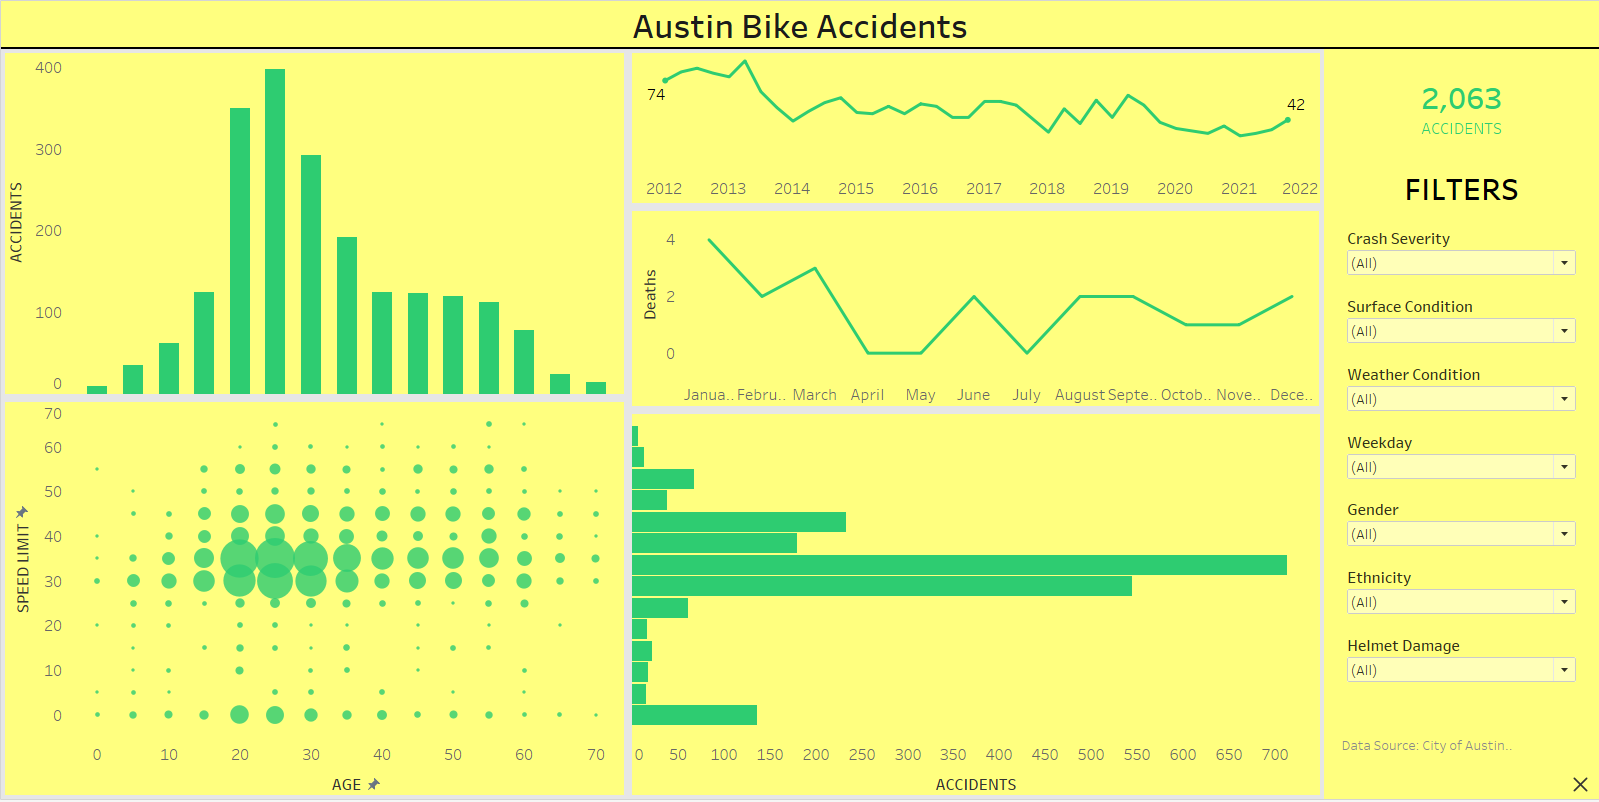 Austin Bike Accidents
400
300
200
100
0
ACCIDENTS
74
42
2012 2013 2014 2015 2016 2017 2018 2019 2020 2021 2022
4
2
0
Deaths
Janua.. Febru.. March April May June July August Septe.. Octob.. Nove.. Dece..
70
60
50
40
30
20
10
0
SPEED LIMIT
0 10 20 30 40 50 60 70
AGE
0 50 100 150 200 250 300 350 400 450 500 550 600 650 700
ACCIDENTS
2,063
ACCIDENTS
FILTERS
Crash Severity
(All)
Surface Condition
(All)
Weather Condition
(All)
Weekday
(All)
Gender
(All)
Ethnicity
(All)
Helmet Damage
(All)
Data Source: City of Austin..